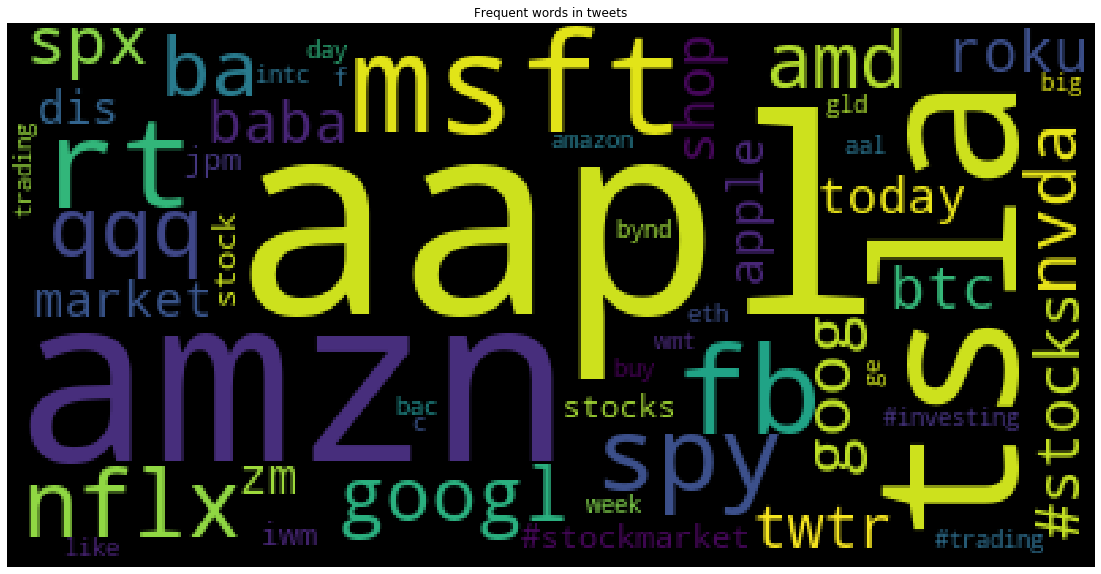 Frequent words in tweets
spx
ba
day
intc
f
msft
shop
amd
roku
big
dis
baba
gld
trading
rt
jpm
amazon
aal
aapl
apple
today
nvda
qqq
stock
bynd
tsla
market
eth
btc
amzn
wmt
buy
fb
goog
ge
#stocks
bac
c
stocks
#investing
spy
nflx
zm
googl
week
twtr
like
iwm
#stockmarket
#trading